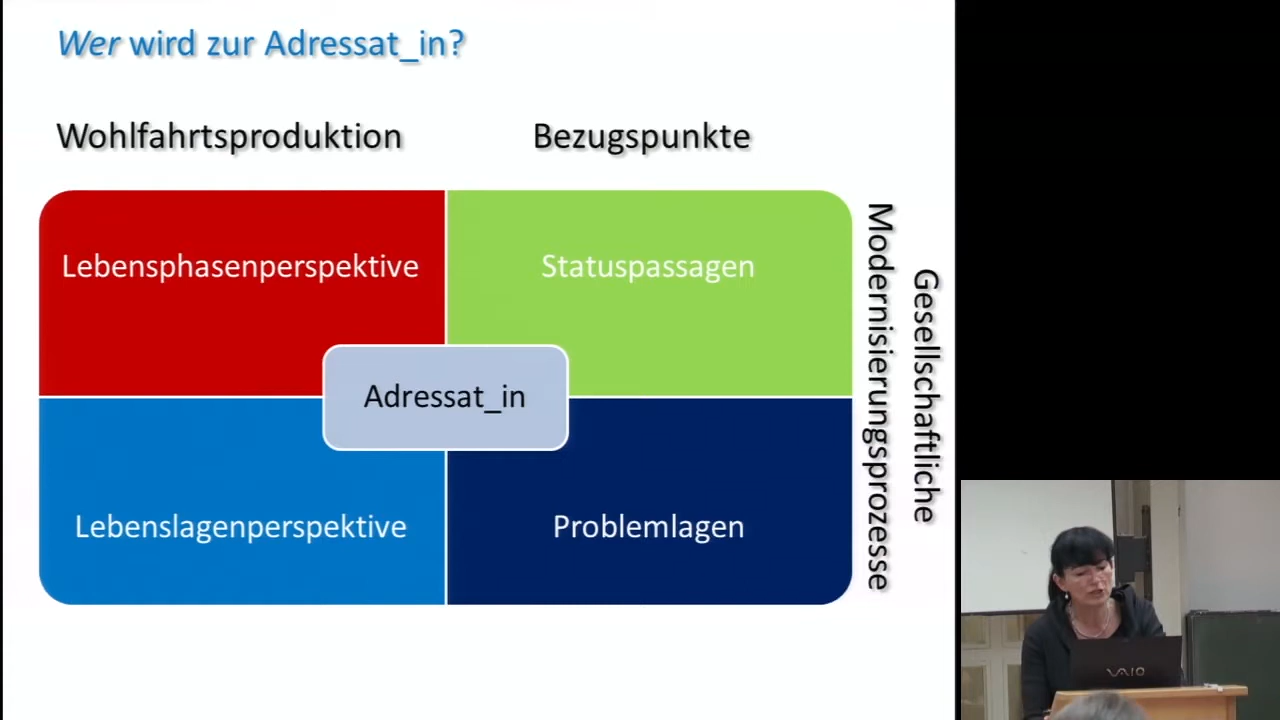 Wer wird zur Adressat_in?
Wohlfahrtsproduktion
Bezugspunkte
Lebensphasenperspektive
Statuspassagen
Adressat_in
Lebenslagenperspektive
Problemlagen
Gesellschaftliche
Modernisierungsprozesse
VAIO